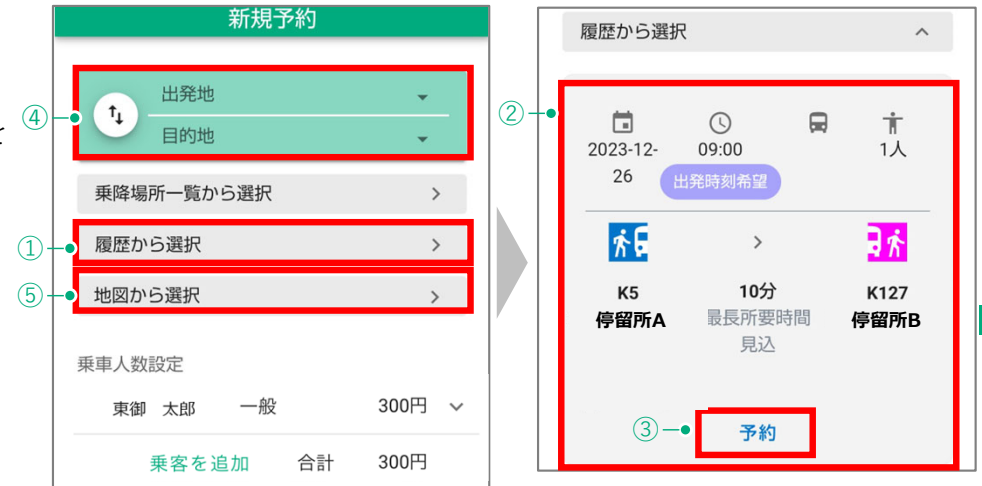 新規予約
④
出発地
目的地
乗降場所一覧から選択
①
履歴から選択
⑤
地図から選択
乗車人数設定
東御 太郎 一般 300円
乗客を追加 合計 300円
て
履歴から選択
②
2023-12-26 09:00 1人
出発時刻希望
K5 10分 K127
停留所A 最長所要時間 停留所B
見込
③
予約